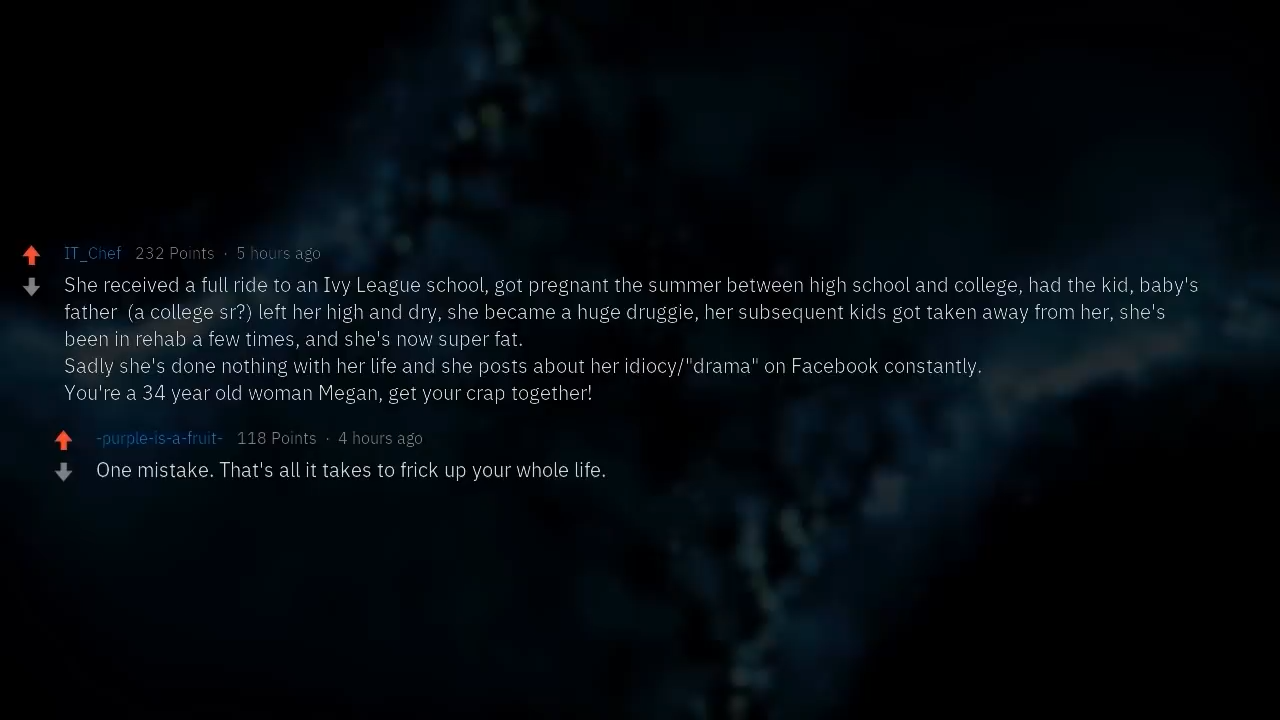 IT_Chef 232 Points · 5 hours ago
She received a full ride to an Ivy League school, got pregnant the summer between high school and college, had the kid, baby's
father (a college sr?) left her high and dry, she became a huge druggie, her subsequent kids got taken away from her, she's
been in rehab a few times, and she's now super fat.
Sadly she's done nothing with her life and she posts about her idiocy/"drama" on Facebook constantly.
You're a 34 year old woman Megan, get your crap together!
-purple-is-a-fruit- 118 Points · 4 hours ago
One mistake. That's all it takes to frick up your whole life.